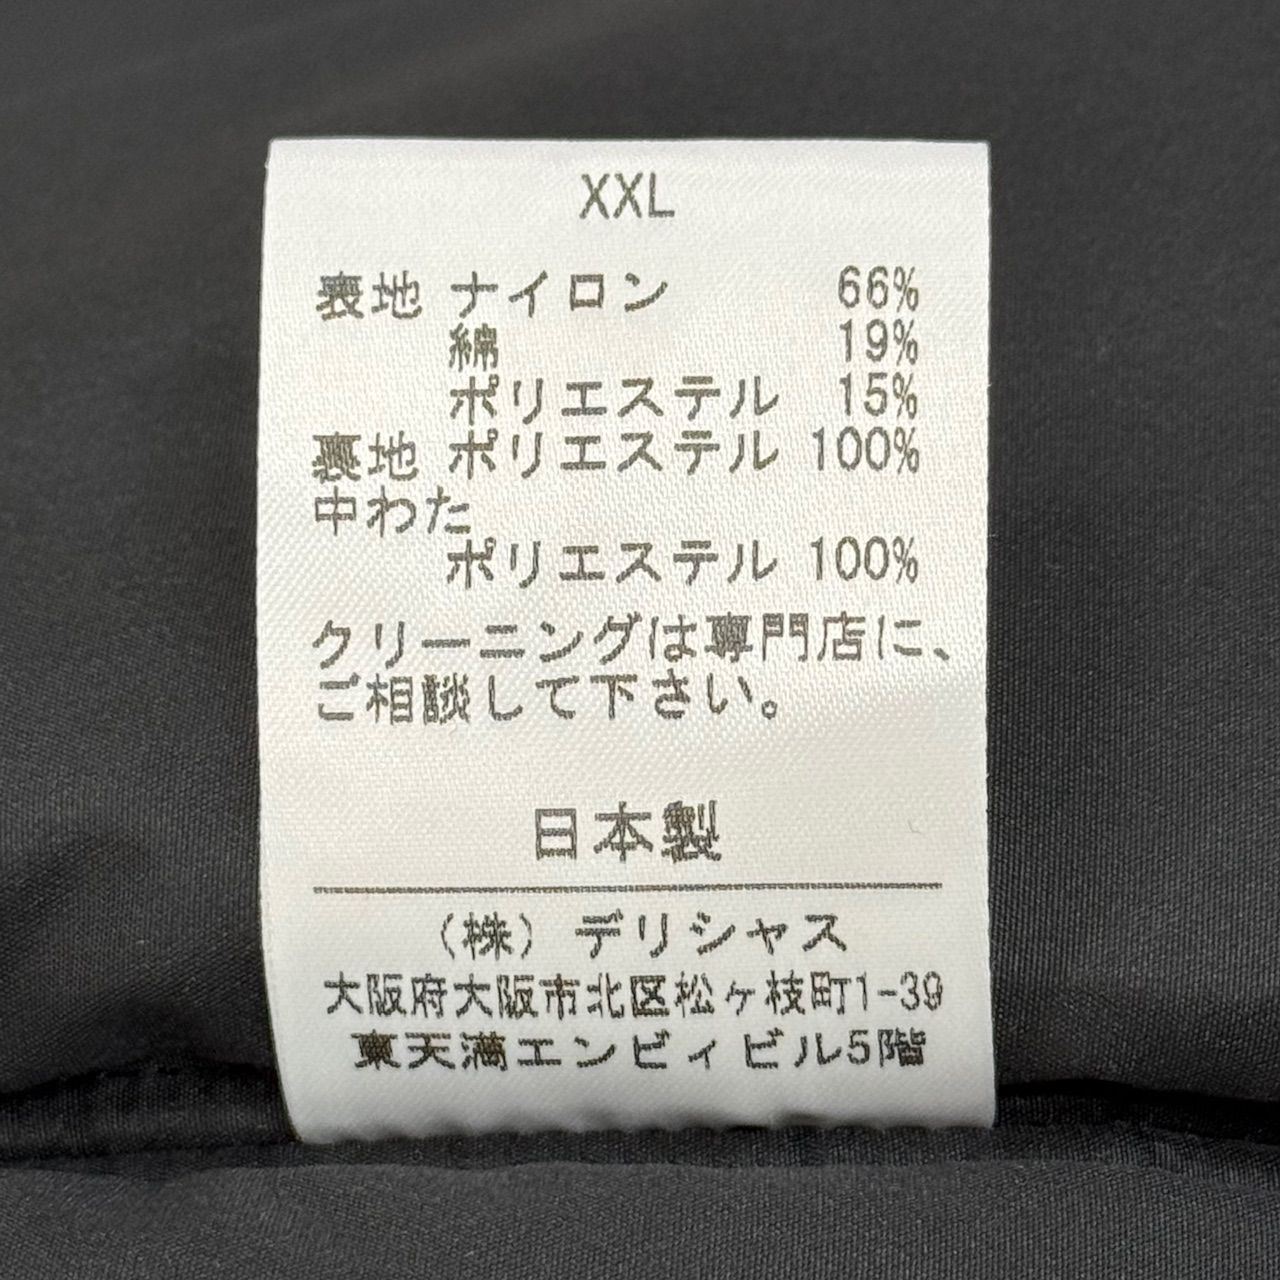 XXL
表地 ナイロン 66%
綿 19%
ポリエステル 15%
裏地 ポリエステル 100%
中わた
ポリエステル 100%
クリーニングは専門店に、
ご相談して下さい。
日本製
(株) デリシャス
大阪府大阪市北区松ヶ枝町1-39
東天満エンビィビル5階